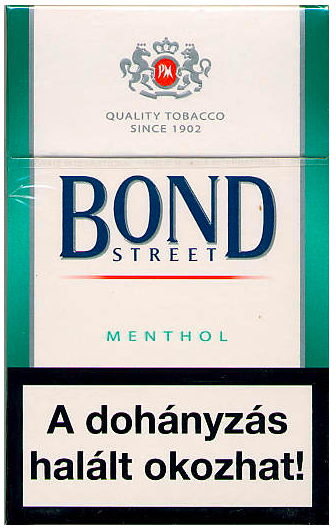 PM
QUALITY TOBACCO
SINCE 1902
BOND
STREET
MENTHOL
A dohányzás
halált okozhat!